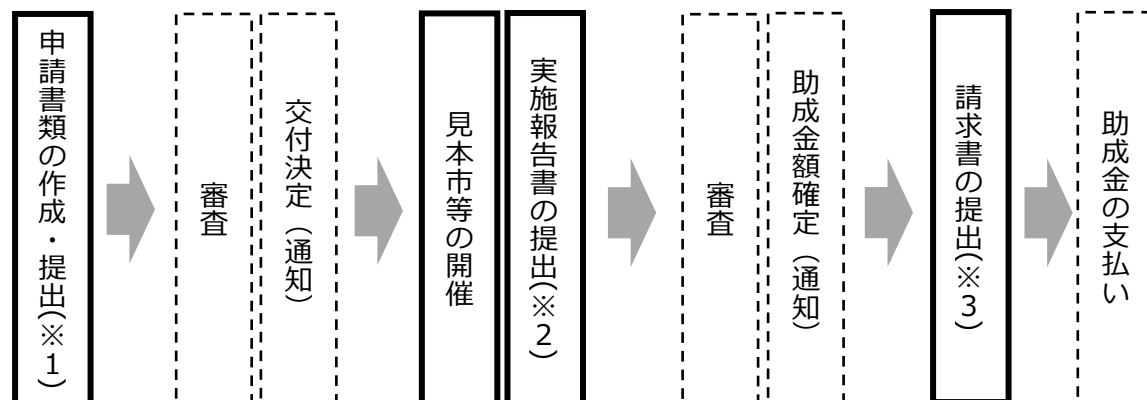 申請書類の作成・提出(※1)
審査
交付決定（通知）
見本市等の開催
実施報告書の提出(※2)
審査
助成金額確定（通知）
請求書の提出(※3)
助成金の支払い